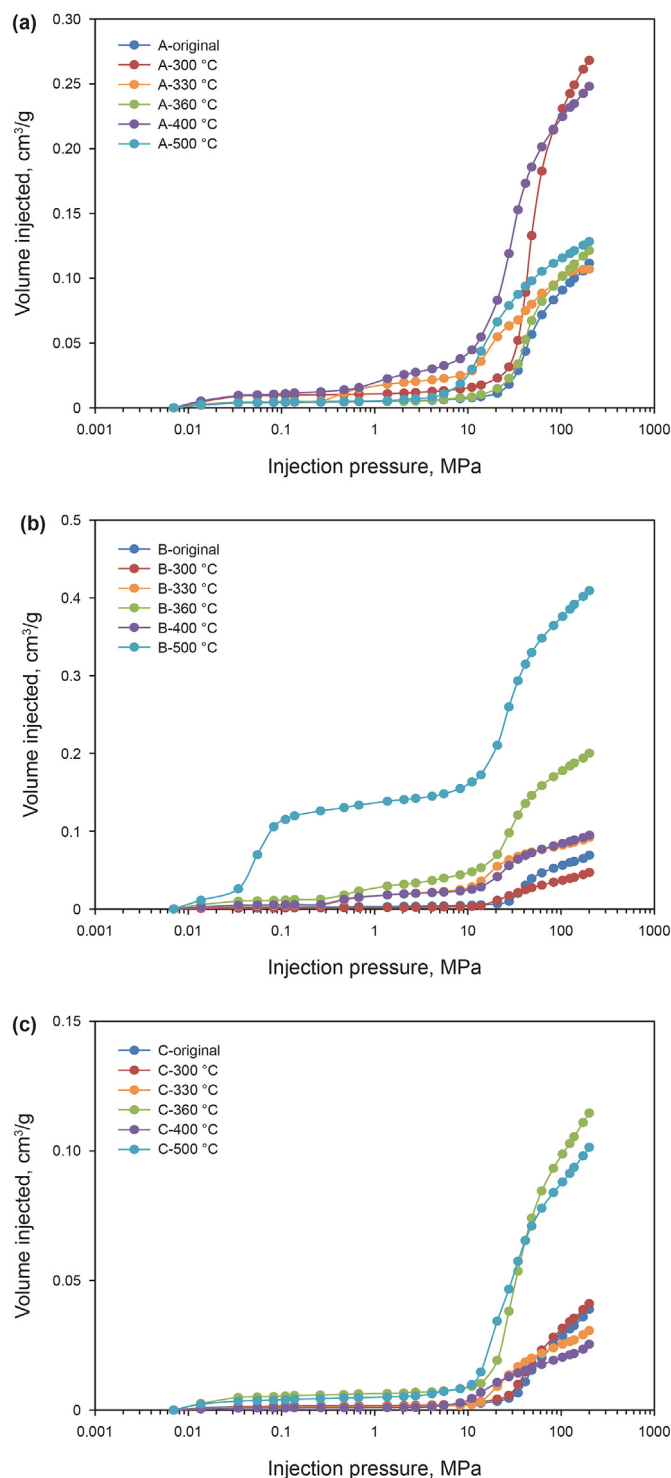 (a)
0.30
0.25
0.20
0.15
0.10
0.05
0
Volume injected, cm³/g
A-original
A-300 °C
A-330 °C
A-360 °C
A-400 °C
A-500 °C
0.001 0.01 0.1 1 10 100 1000
Injection pressure, MPa
(b)
0.5
0.4
0.3
0.2
0.1
0
Volume injected, cm³/g
B-original
B-300 °C
B-330 °C
B-360 °C
B-400 °C
B-500 °C
0.001 0.01 0.1 1 10 100 1000
Injection pressure, MPa
(c)
0.15
0.10
0.05
0
Volume injected, cm³/g
C-original
C-300 °C
C-330 °C
C-360 °C
C-400 °C
C-500 °C
0.001 0.01 0.1 1 10 100 1000
Injection pressure, MPa